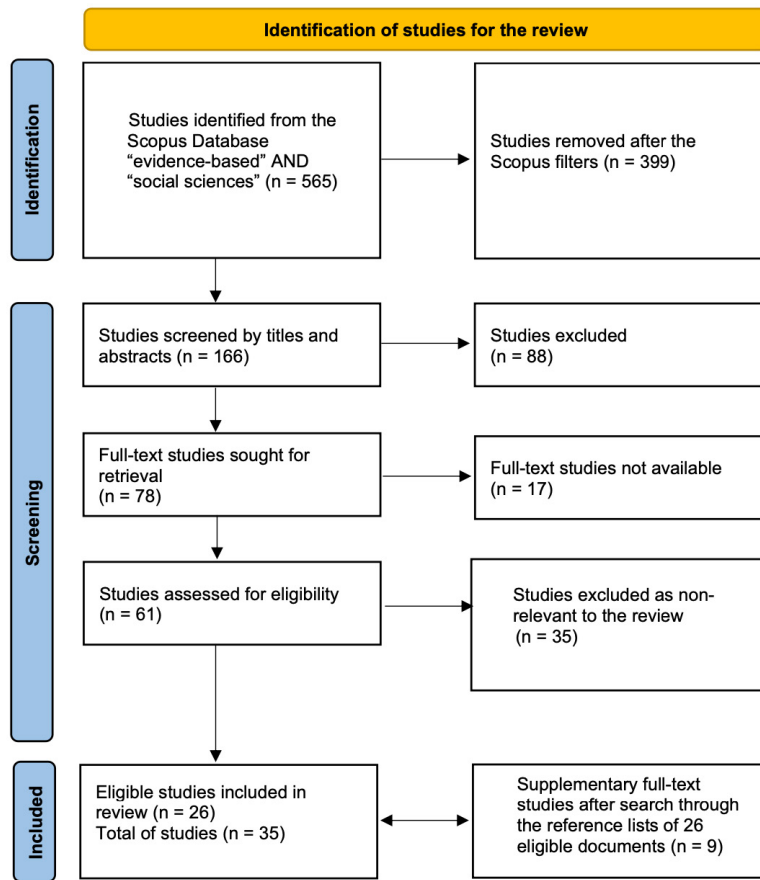 Identification of studies for the review
Identification
Studies identified from the
Scopus Database
“evidence-based” AND
“social sciences” (n = 565)
Studies removed after the
Scopus filters (n = 399)
Screening
Studies screened by titles and
abstracts (n = 166)
Studies excluded
(n = 88)
Full-text studies sought for
retrieval
(n = 78)
Full-text studies not available
(n = 17)
Studies assessed for eligibility
(n = 61)
Studies excluded as non-
relevant to the review
(n = 35)
Included
Eligible studies included in
review (n = 26)
Total of studies (n = 35)
Supplementary full-text
studies after search through
the reference lists of 26
eligible documents (n = 9)